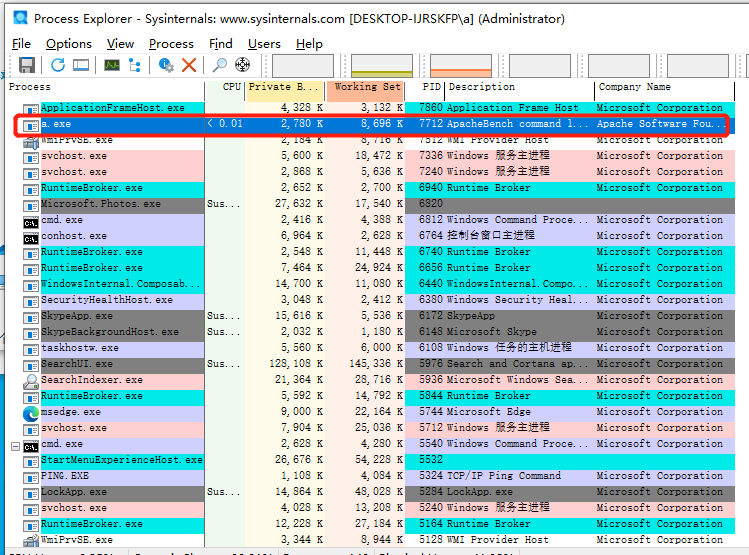 Process Explorer - Sysinternals: www.sysinternals.com [DESKTOP-IJRSKFP\a] (Administrator)
File Options View Process Find Users Help
Process CPU Private B... Working Set PID Description Company Name
ApplicationFrameHost.exe 4,328 K 3,132 K 7860 Application Frame Host Microsoft Corporation
a.exe < 0.01 2,780 K 8,696 K 7712 ApacheBench command l... Apache Software Fou...
WmiPrvSE.exe 2,184 K 8,716 K 7512 WMI Provider Host Microsoft Corporation
svchost.exe 5,600 K 18,472 K 7336 Windows 服务主进程 Microsoft Corporation
svchost.exe 2,868 K 5,636 K 7240 Windows 服务主进程 Microsoft Corporation
RuntimeBroker.exe 2,652 K 2,700 K 6940 Runtime Broker Microsoft Corporation
Microsoft.Photos.exe Sus... 27,632 K 17,540 K 6820
cmd.exe 2,416 K 4,388 K 6812 Windows Command Proce... Microsoft Corporation
conhost.exe 6,964 K 2,628 K 6764 控制台窗口主进程 Microsoft Corporation
RuntimeBroker.exe 2,548 K 11,448 K 6740 Runtime Broker Microsoft Corporation
RuntimeBroker.exe 7,464 K 24,924 K 6656 Runtime Broker Microsoft Corporation
WindowsInternal.Composab... 14,700 K 11,080 K 6440 WindowsInternal.Compo... Microsoft Corporation
SecurityHealthHost.exe 3,048 K 2,412 K 6380 Windows Security Heal... Microsoft Corporation
SkypeApp.exe Sus... 15,616 K 5,536 K 6172 SkypeApp Microsoft Corporation
SkypeBackgroundHost.exe Sus... 2,032 K 1,180 K 6148 Microsoft Skype Microsoft Corporation
taskhostw.exe 5,560 K 6,000 K 6108 Windows 任务的主机进程 Microsoft Corporation
SearchUI.exe Sus... 128,108 K 145,336 K 5976 Search and Cortana ap... Microsoft Corporation
SearchIndexer.exe 21,364 K 28,716 K 5936 Microsoft Windows Sea... Microsoft Corporation
RuntimeBroker.exe 5,592 K 14,792 K 5844 Runtime Broker Microsoft Corporation
msedge.exe 9,000 K 22,164 K 5744 Microsoft Edge Microsoft Corporation
svchost.exe 7,904 K 25,036 K 5712 Windows 服务主进程 Microsoft Corporation
cmd.exe 2,628 K 4,280 K 5540 Windows Command Proce... Microsoft Corporation
StartMenuExperienceHost.exe 26,676 K 54,228 K 5532
PING.EXE 1,108 K 4,084 K 5324 TCP/IP Ping Command Microsoft Corporation
LockApp.exe Sus... 14,864 K 48,028 K 5284 LockApp.exe Microsoft Corporation
svchost.exe 4,028 K 13,208 K 5240 Windows 服务主进程 Microsoft Corporation
RuntimeBroker.exe 12,228 K 27,184 K 5164 Runtime Broker Microsoft Corporation
WmiPrvSE.exe 3,344 K 8,944 K 5128 WMI Provider Host Microsoft Corporation